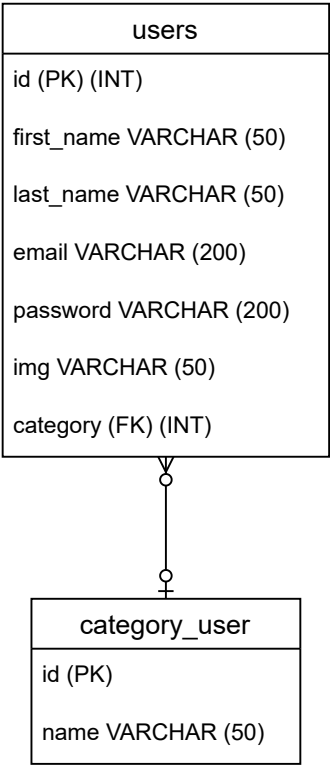 users
id (PK) (INT)
first_name VARCHAR (50)
last_name VARCHAR (50)
email VARCHAR (200)
password VARCHAR (200)
img VARCHAR (50)
category (FK) (INT)
category_user
id (PK)
name VARCHAR (50)